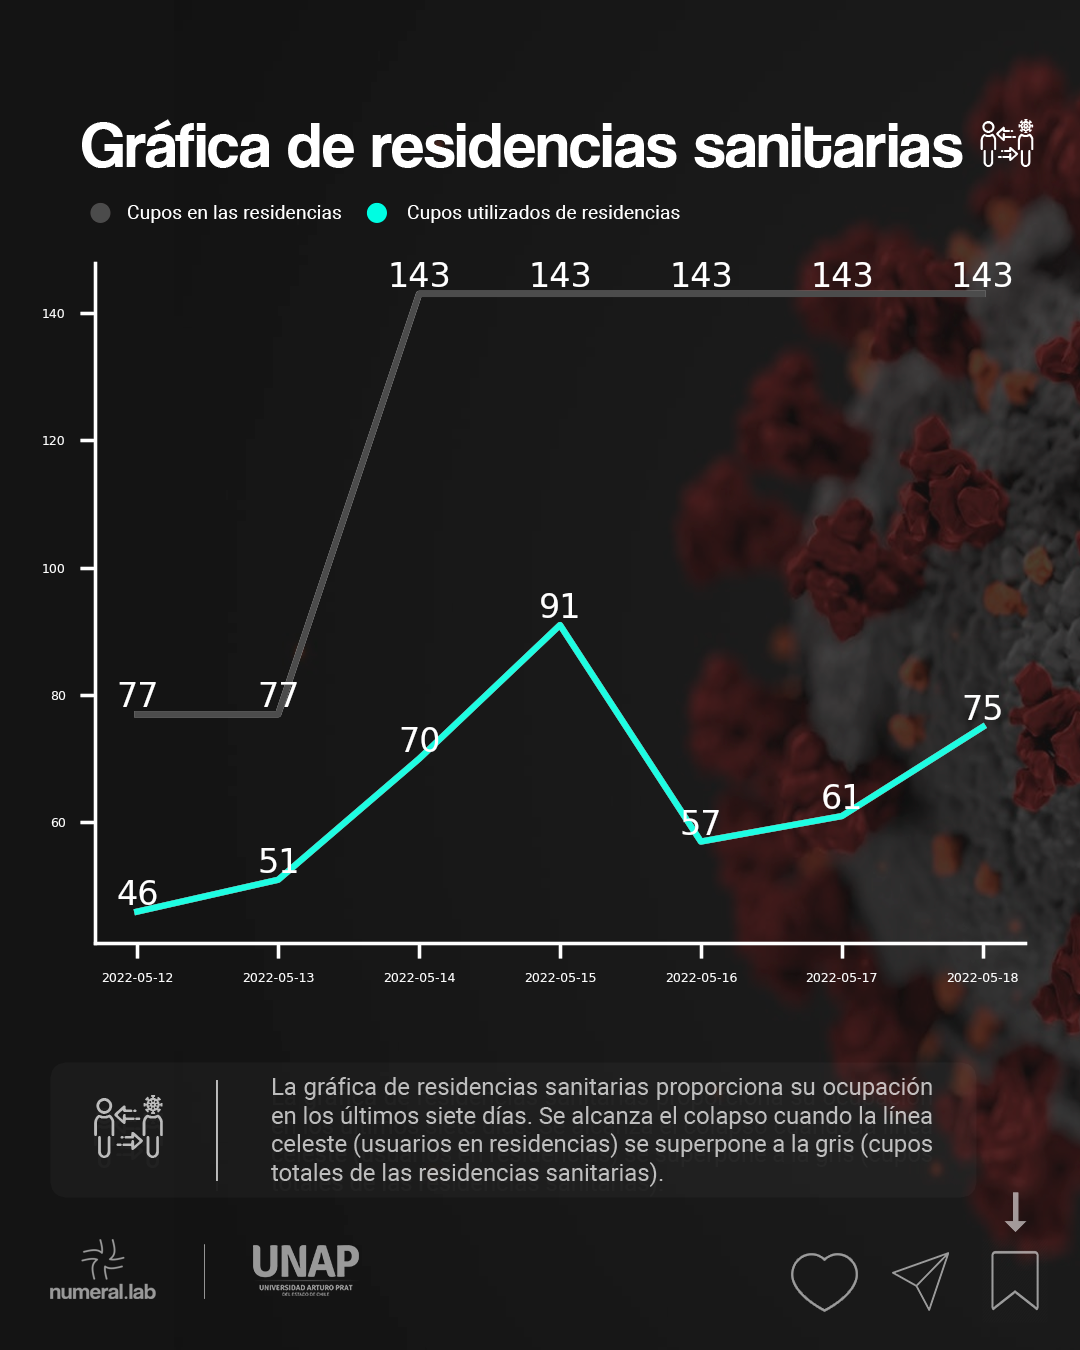 Gráfica de residencias sanitarias
Cupos en las residencias Cupos utilizados de residencias
143 143 143 143 143
140
120
100
91
80
77 77
75
70
61
60
57
51
46
2022-05-12 2022-05-13 2022-05-14 2022-05-15 2022-05-16 2022-05-17 2022-05-18
La gráfica de residencias sanitarias proporciona su ocupación
en los últimos siete días. Se alcanza el colapso cuando la línea
celeste (usuarios en residencias) se superpone a la gris (cupos
totales de las residencias sanitarias).
numeral.lab
UNAP
UNIVERSIDAD ARTURO PRAT
DEL ESTADO DE CHILE